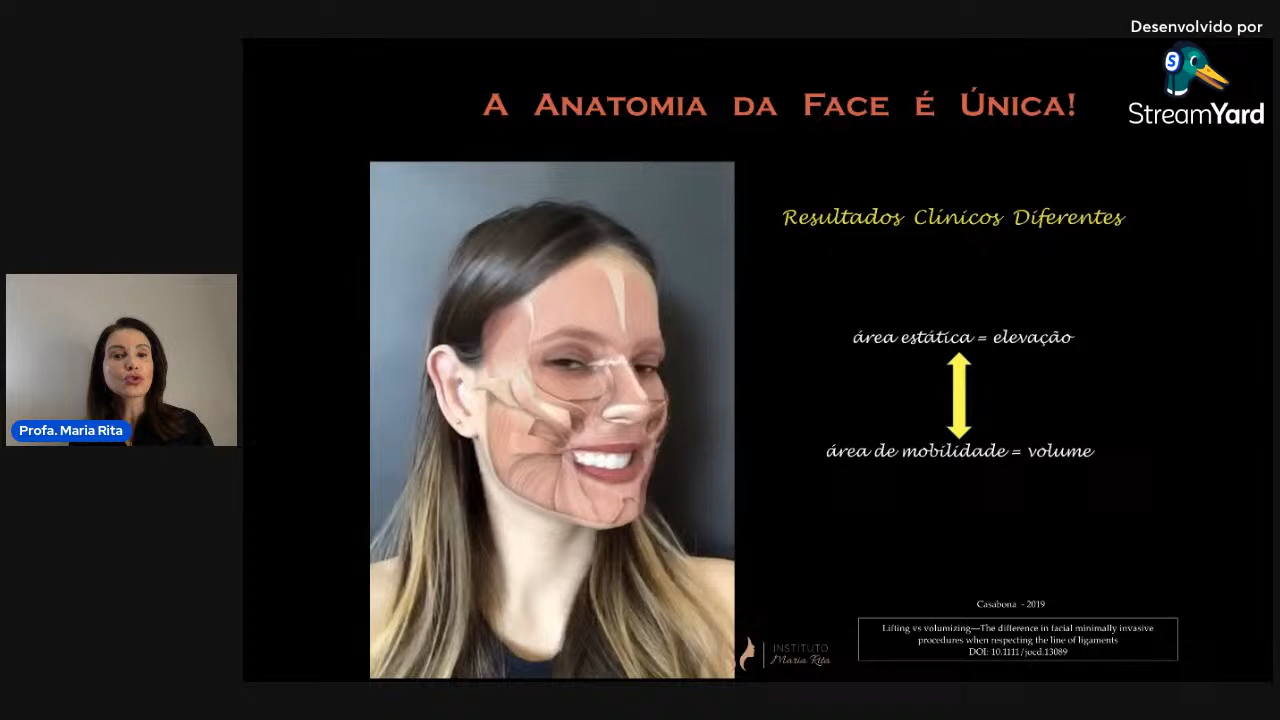 Desenvolvido por
StreamYard
A Anatomia da Face é Única!
Resultados Clínicos Diferentes
área estática = elevação
área de mobilidade = volume
Profa. Maria Rita
Casabona - 2019
Lifting vs volumizing—The difference in facial minimally invasive
procedures when respecting the line of ligaments
DOI: 10.1111/jocd.13089
INSTITUTO
Maria Rita